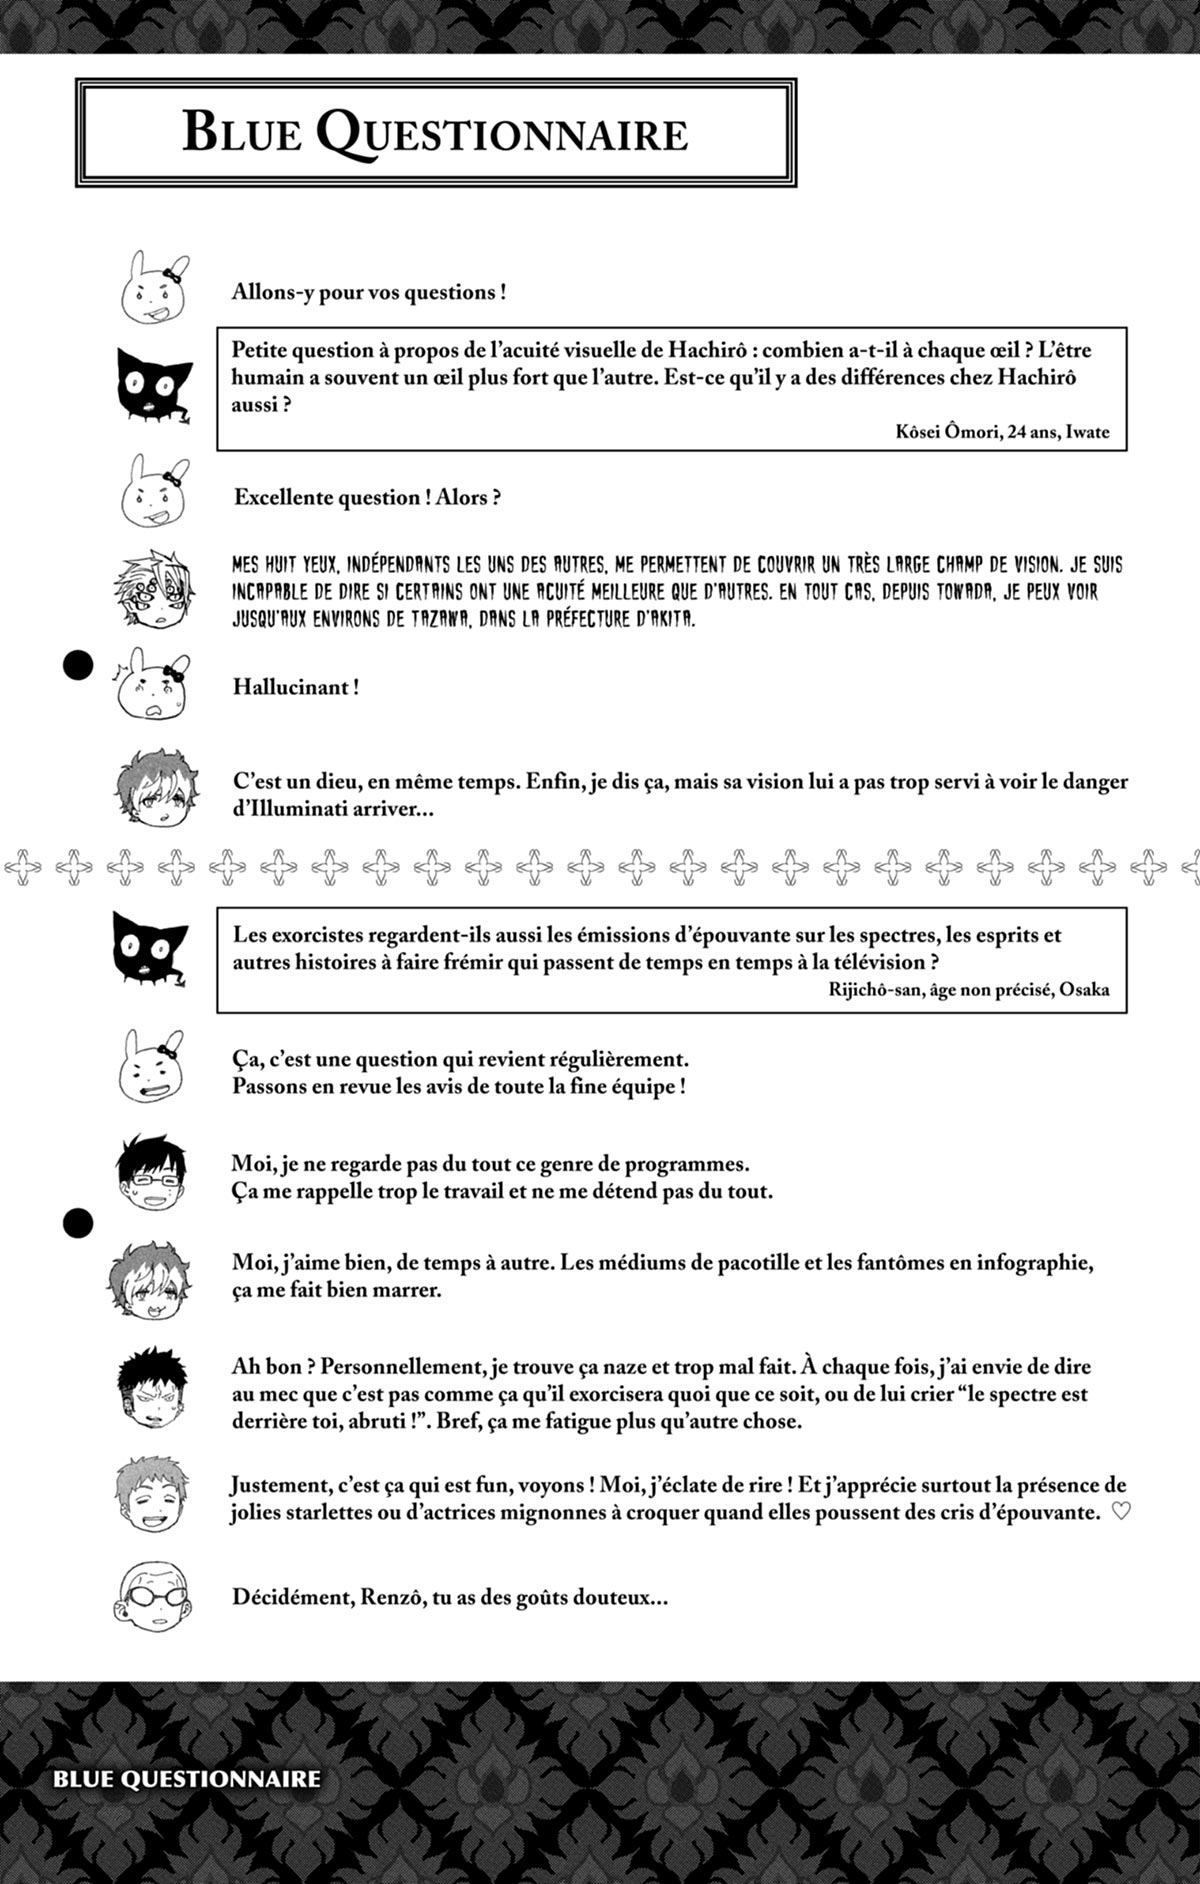 BLUE QUESTIONNAIRE
Allons-y pour vos questions !
Petite question à propos de l’acuité visuelle de Hachirô : combien a-t-il à chaque œil ? L’être
humain a souvent un œil plus fort que l’autre. Est-ce qu’il y a des différences chez Hachirô
aussi ?
Kôsei Ômori, 24 ans, Iwate
Excellente question ! Alors ?
MES HUIT YEUX, INDÉPENDANTS LES UNS DES AUTRES, ME PERMETTENT DE COUVRIR UN TRÈS LARGE CHAMP DE VISION. JE SUIS
INCAPABLE DE DIRE SI CERTAINS ONT UNE ACUITÉ MEILLEURE QUE D’AUTRES. EN TOUT CAS, DEPUIS TOWADA, JE PEUX VOIR
JUSQU’AUX ENVIRONS DE TAZAWA, DANS LA PRÉFECTURE D’AKITA.
Hallucinant !
C’est un dieu, en même temps. Enfin, je dis ça, mais sa vision lui a pas trop servi à voir le danger
d’Illuminati arriver...
Les exorcistes regardent-ils aussi les émissions d’épouvante sur les spectres, les esprits et
autres histoires à faire frémir qui passent de temps en temps à la télévision ?
Rijichô-san, âge non précisé, Osaka
Ça, c’est une question qui revient régulièrement.
Passons en revue les avis de toute la fine équipe !
Moi, je ne regarde pas du tout ce genre de programmes.
Ça me rappelle trop le travail et ne me détend pas du tout.
Moi, j’aime bien, de temps à autre. Les médiums de pacotille et les fantômes en infographie,
ça me fait bien marrer.
Ah bon ? Personnellement, je trouve ça naze et trop mal fait. À chaque fois, j’ai envie de dire
au mec que c’est pas comme ça qu’il exorcisera quoi que ce soit, ou de lui crier “le spectre est
derrière toi, abruti !”. Bref, ça me fatigue plus qu’autre chose.
Justement, c’est ça qui est fun, voyons ! Moi, j’éclate de rire ! Et j’apprécie surtout la présence de
jolies starlettes ou d’actrices mignonnes à croquer quand elles poussent des cris d’épouvante. ♡
Décidément, Renzô, tu as des goûts douteux...
BLUE QUESTIONNAIRE